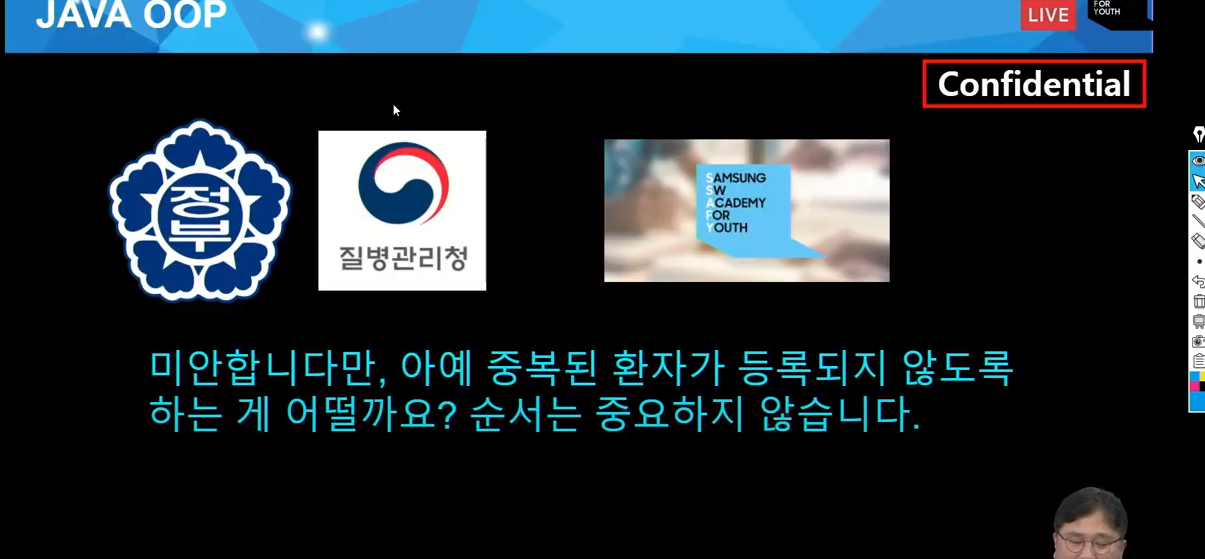 JAVA OOP
LIVE
FOR
YOUTH
Confidential
정부
질병관리청
SAMSUNG
SW
ACADEMY
FOR
YOUTH
미안합니다만, 아예 중복된 환자가 등록되지 않도록
하는 게 어떨까요? 순서는 중요하지 않습니다.